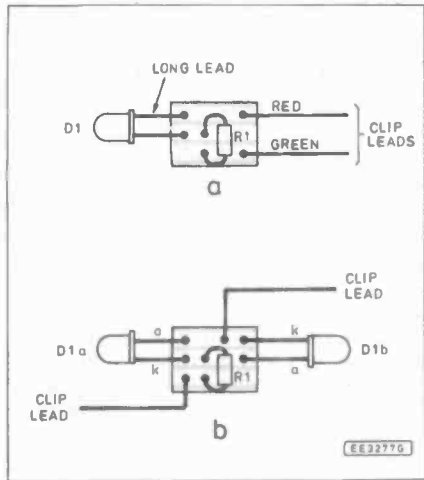 LONG LEAD
D1
RED
R1
GREEN
CLIP
LEADS
a
CLIP
LEAD
a
k
D1a
k
a
D1b
R1
CLIP
LEAD
b
EE3277G